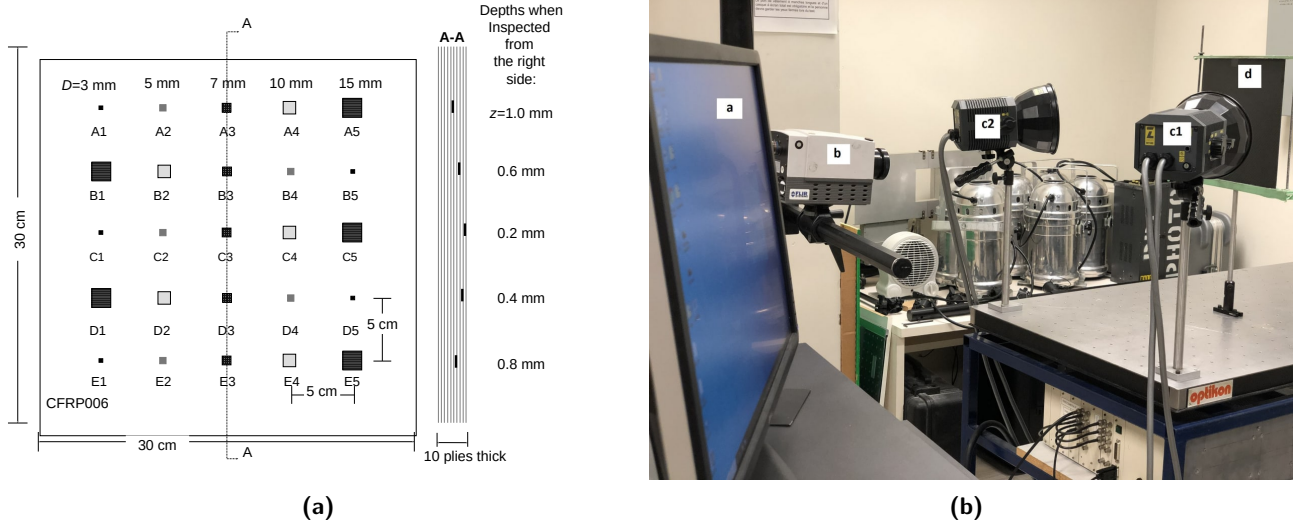 A
A-A
Depths when
Inspected
from
the right
side:
D=3 mm 5 mm 7 mm 10 mm 15 mm
z=1.0 mm
A1 A2 A3 A4 A5
0.6 mm
B1 B2 B3 B4 B5
0.2 mm
C1 C2 C3 C4 C5
30 cm
0.4 mm
D1 D2 D3 D4 D5
5 cm
0.8 mm
E1 E2 E3 E4 E5
5 cm
CFRP006
30 cm
A
10 plies thick
(a)
a
b
c2
c1
d
FLIR
PHOTO
optikon
(b)